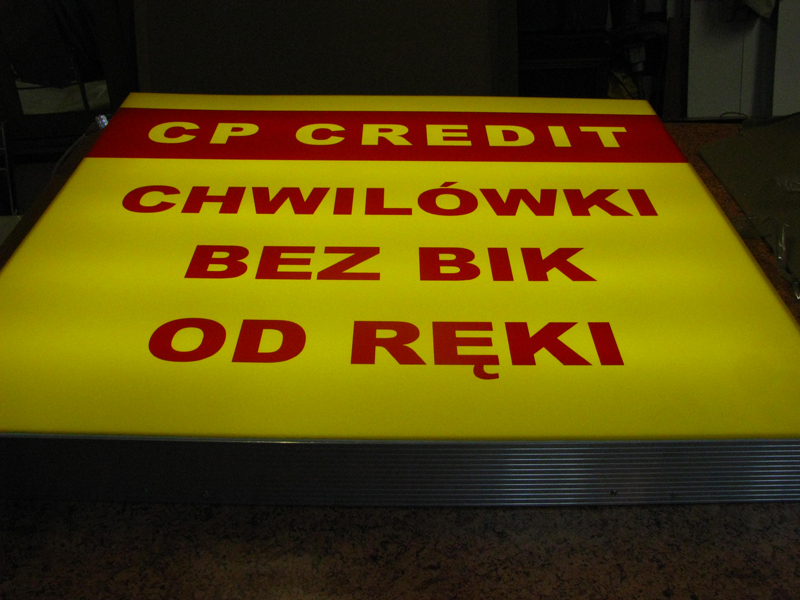 CP CREDIT
CHWILÓWKI
BEZ BIK
OD RĘKI